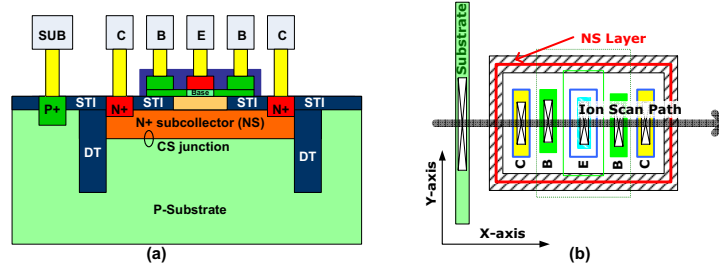 SUB C B E B C
Base
P+ STI N+ STI STI N+ STI
N+ subcollector (NS)
DT CS junction DT
P-Substrate
(a)
Substrate
NS Layer
Ion Scan Path
C B E B C
Y-axis
X-axis
(b)